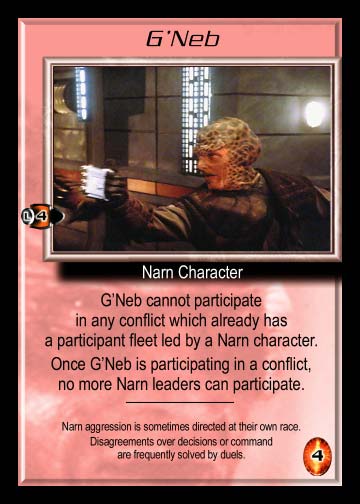 G'Neb
L 4
Narn Character
G'Neb cannot participate
in any conflict which already has
a participant fleet led by a Narn character.
Once G'Neb is participating in a conflict,
no more Narn leaders can participate.
Narn aggression is sometimes directed at their own race.
Disagreements over decisions or command
are frequently solved by duels.
4